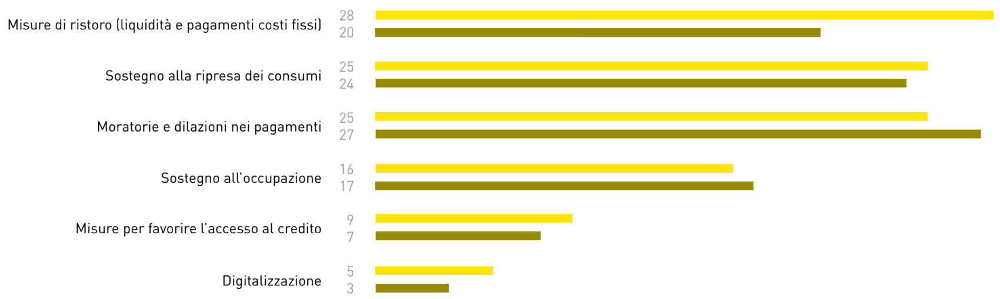 Misure di ristoro (liquidità e pagamenti costi fissi)
28
20
Sostegno alla ripresa dei consumi
25
24
Moratorie e dilazioni nei pagamenti
25
27
Sostegno all'occupazione
16
17
Misure per favorire l'accesso al credito
9
7
Digitalizzazione
5
3